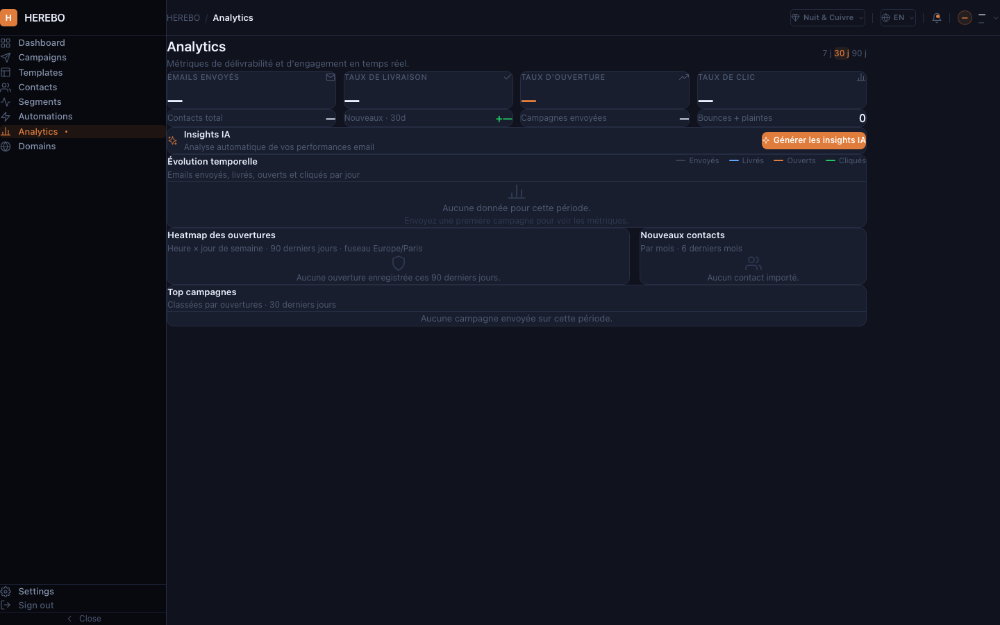 H HEREBO
HEREBO / Analytics
Nuit & Cuivre
EN
Dashboard
Campaigns
Templates
Contacts
Segments
Automations
Analytics •
Domains
Settings
Sign out
Close
Analytics
Métriques de délivrabilité et d'engagement en temps réel.
7 j 30 j 90 j
EMAILS ENVOYÉS
—
TAUX DE LIVRAISON
—
TAUX D'OUVERTURE
—
TAUX DE CLIC
—
Contacts total —
Nouveaux · 30d +—
Campagnes envoyées —
Bounces + plaintes 0
Insights IA
Analyse automatique de vos performances email
Générer les insights IA
Évolution temporelle
Emails envoyés, livrés, ouverts et cliqués par jour
Envoyés Livrés Ouverts Cliqués
Aucune donnée pour cette période.
Envoyez une première campagne pour voir les métriques.
Heatmap des ouvertures
Heure × jour de semaine · 90 derniers jours · fuseau Europe/Paris
Aucune ouverture enregistrée ces 90 derniers jours.
Nouveaux contacts
Par mois · 6 derniers mois
Aucun contact importé.
Top campagnes
Classées par ouvertures · 30 derniers jours
Aucune campagne envoyée sur cette période.